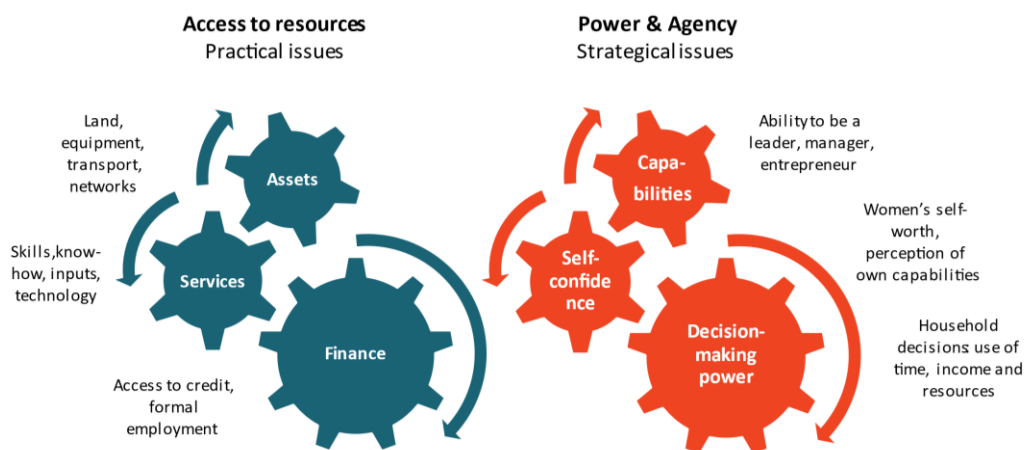 Access to resources
Practical issues
Land,
equipment,
transport,
networks
Assets
Skills, know-
how, inputs,
technology
Services
Finance
Access to credit,
formal
employment
Power & Agency
Strategical issues
Capa-
bilities
Ability to be a
leader, manager,
entrepreneur
Self-
confide
nce
Women's self-
worth,
perception of
own capabilities
Decision-
making
power
Household
decisions: use of
time, income and
resources